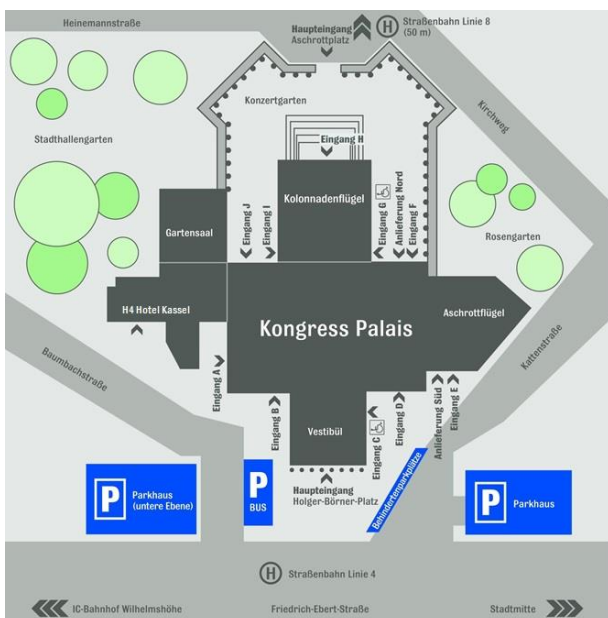 Heinemannstraße
Haupteingang
Aschrottplatz
H
Straßenbahn Linie 8
(50 m)
Kirchweg
Konzertgarten
Stadthallengarten
Eingang H
Kolonnadenflügel
Gartensaal
Eingang J
Eingang I
Eingang G
Anlieferung Nord
Eingang F
Rosengarten
H4 Hotel Kassel
Kongress Palais
Aschrottflügel
Baumbachstraße
Kattenstraße
Eingang A
Eingang B
Vestibül
Eingang C
Eingang D
Anlieferung Süd
Eingang E
Haupteingang
Holger-Börner-Platz
Behindertenparkplätze
P
Parkhaus
(untere Ebene)
P
BUS
P
Parkhaus
H
Straßenbahn Linie 4
IC-Bahnhof Wilhelmshöhe
Friedrich-Ebert-Straße
Stadtmitte